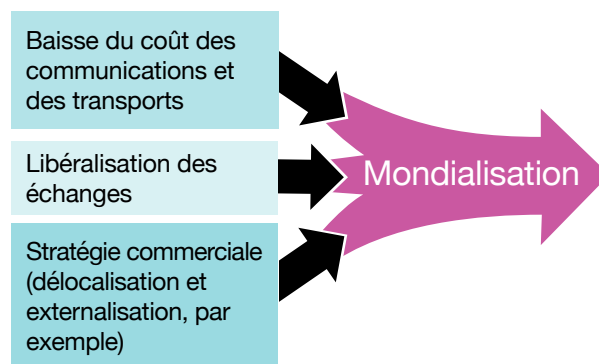 Baisse du coût des
communications et
des transports
Libéralisation des
échanges
Mondialisation
Stratégie commerciale
(délocalisation et
externalisation, par
exemple)